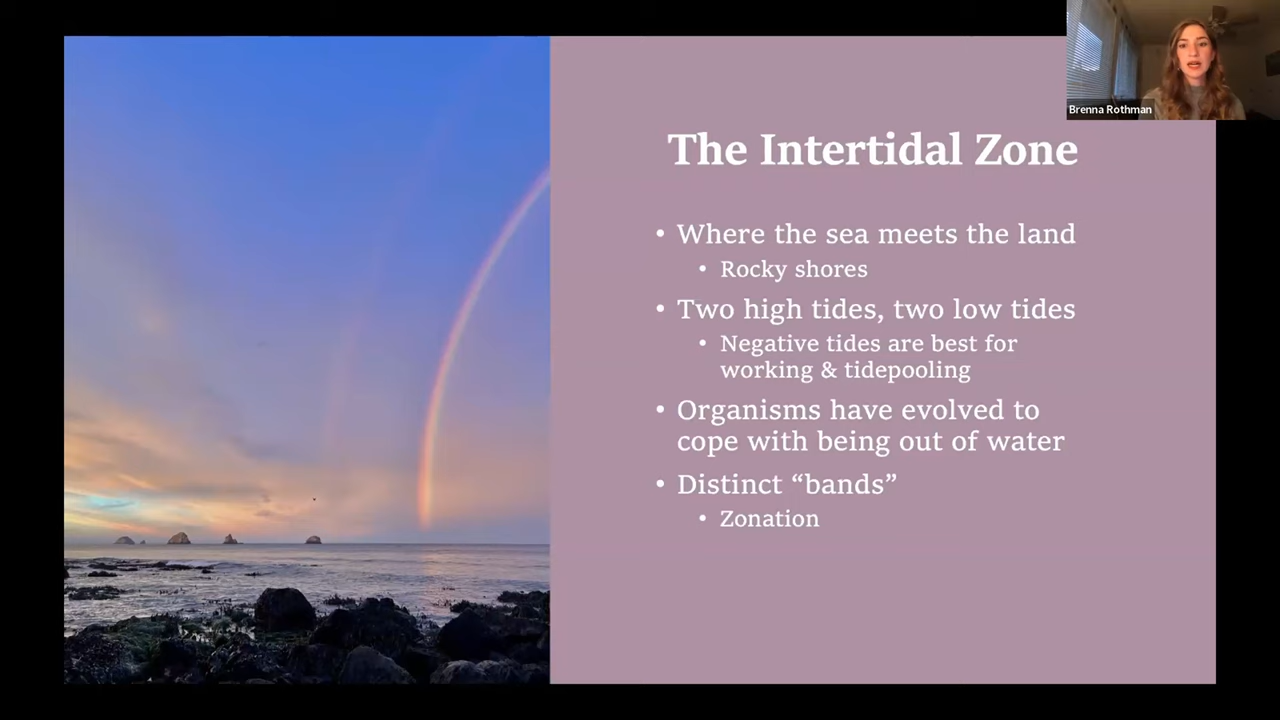 Brenna Rothman
The Intertidal Zone
• Where the sea meets the land
• Rocky shores
• Two high tides, two low tides
• Negative tides are best for
working & tidepooling
• Organisms have evolved to
cope with being out of water
• Distinct “bands”
• Zonation